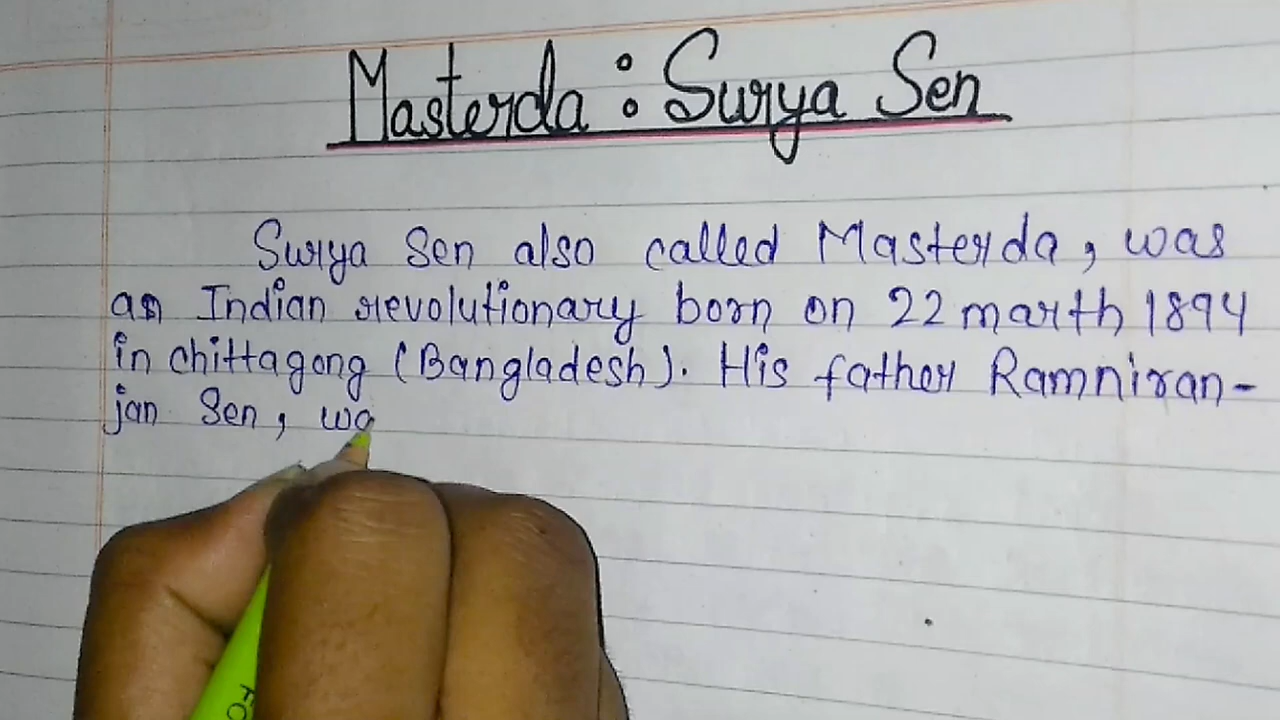 Masterda : Surya Sen
Surya Sen also called Masterda, was
an Indian revolutionary born on 22 marth 1894
in chittagong (Bangladesh). His father Ramniran-
jan Sen, wa